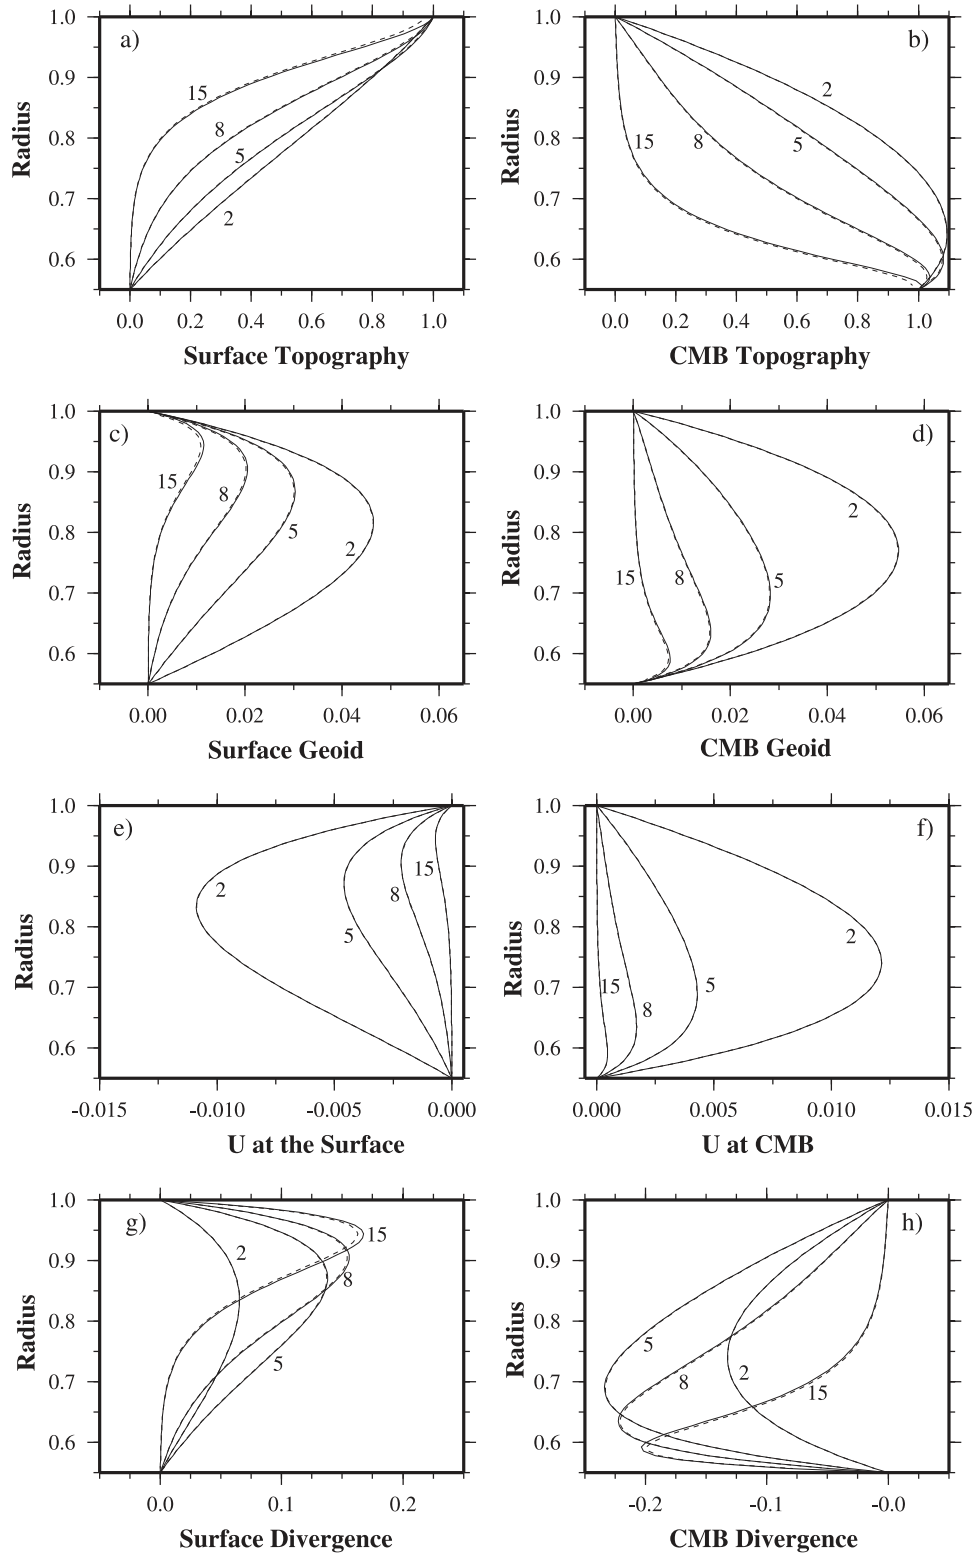 a)
1.0
0.9
0.8
0.7
0.6
Radius
15
8
5
2
0.0 0.2 0.4 0.6 0.8 1.0
Surface Topography
b)
1.0
0.9
0.8
0.7
0.6
Radius
2
5
8
15
0.0 0.2 0.4 0.6 0.8 1.0
CMB Topography
c)
1.0
0.9
0.8
0.7
0.6
Radius
15
8
5
2
0.00 0.02 0.04 0.06
Surface Geoid
d)
1.0
0.9
0.8
0.7
0.6
Radius
2
15
8
5
0.00 0.02 0.04 0.06
CMB Geoid
e)
1.0
0.9
0.8
0.7
0.6
Radius
2
5
8
15
-0.015 -0.010 -0.005 0.000
U at the Surface
f)
1.0
0.9
0.8
0.7
0.6
Radius
2
15
8
5
0.000 0.005 0.010 0.015
U at CMB
g)
1.0
0.9
0.8
0.7
0.6
Radius
2
15
8
5
0.0 0.1 0.2
Surface Divergence
h)
1.0
0.9
0.8
0.7
0.6
Radius
5
8
2
15
-0.2 -0.1 -0.0
CMB Divergence